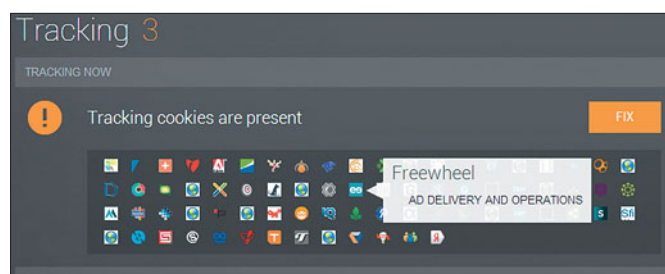 Tracking 3
TRACKING NOW
Tracking cookies are present
FIX
Freewheel
AD DELIVERY AND OPERATIONS